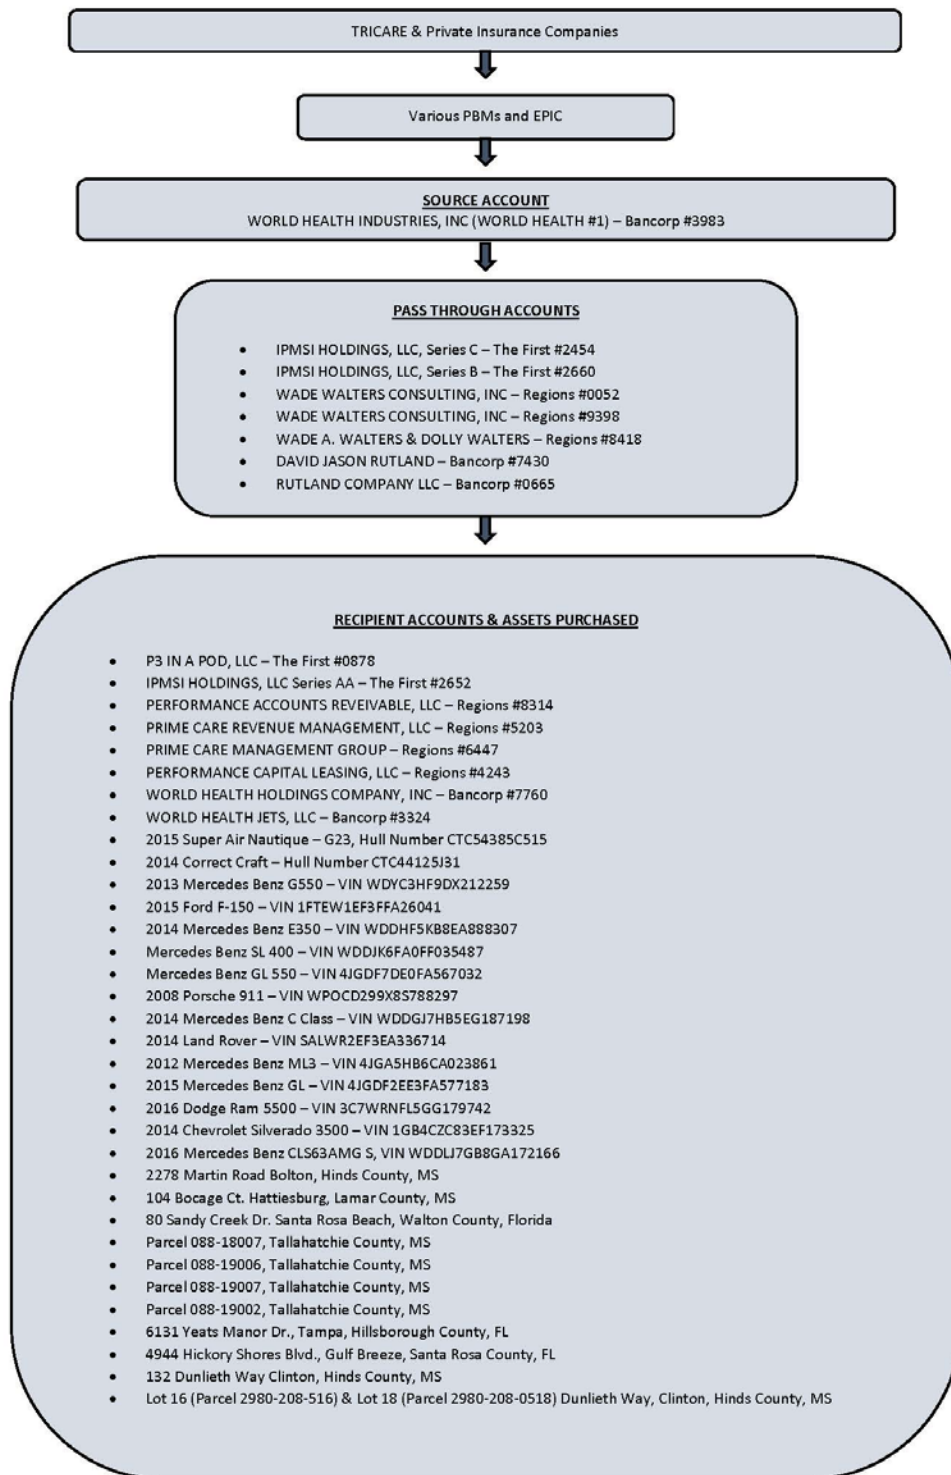 TRICARE & Private Insurance Companies
Various PBMs and EPIC
SOURCE ACCOUNT
WORLD HEALTH INDUSTRIES, INC (WORLD HEALTH #1) – Bancorp #3983
PASS THROUGH ACCOUNTS
• IPMSI HOLDINGS, LLC, Series C – The First #2454
• IPMSI HOLDINGS, LLC, Series B – The First #2660
• WADE WALTERS CONSULTING, INC – Regions #0052
• WADE WALTERS CONSULTING, INC – Regions #9398
• WADE A. WALTERS & DOLLY WALTERS – Regions #8418
• DAVID JASON RUTLAND – Bancorp #7430
• RUTLAND COMPANY LLC – Bancorp #0665
RECIPIENT ACCOUNTS & ASSETS PURCHASED
• P3 IN A POD, LLC – The First #0878
• IPMSI HOLDINGS, LLC Series AA – The First #2652
• PERFORMANCE ACCOUNTS REVEIVABLE, LLC – Regions #8314
• PRIME CARE REVENUE MANAGEMENT, LLC – Regions #5203
• PRIME CARE MANAGEMENT GROUP – Regions #6447
• PERFORMANCE CAPITAL LEASING, LLC – Regions #4243
• WORLD HEALTH HOLDINGS COMPANY, INC – Bancorp #7760
• WORLD HEALTH JETS, LLC – Bancorp #3324
• 2015 Super Air Nautique – G23, Hull Number CTC54385C515
• 2014 Correct Craft – Hull Number CTC44125J31
• 2013 Mercedes Benz G550 – VIN WDYC3HF9DX212259
• 2015 Ford F-150 – VIN 1FTEW1EF3FFA26041
• 2014 Mercedes Benz E350 – VIN WDDHF5KB8EA888307
• Mercedes Benz SL 400 – VIN WDDJK6FA0FF035487
• Mercedes Benz GL 550 – VIN 4JGDF7DE0FA567032
• 2008 Porsche 911 – VIN WPOCD299X8S788297
• 2014 Mercedes Benz C Class – VIN WDDGJ7HB5EG187198
• 2014 Land Rover – VIN SALWR2EF3EA336714
• 2012 Mercedes Benz ML3 – VIN 4JGA5HB6CA023861
• 2015 Mercedes Benz GL – VIN 4JGDF2EE3FA577183
• 2016 Dodge Ram 5500 – VIN 3C7WRNFL5GG179742
• 2014 Chevrolet Silverado 3500 – VIN 1GB4CZC83EF173325
• 2016 Mercedes Benz CLS63AMG S, VIN WDDLJ7GB8GA172166
• 2278 Martin Road Bolton, Hinds County, MS
• 104 Bocage Ct. Hattiesburg, Lamar County, MS
• 80 Sandy Creek Dr. Santa Rosa Beach, Walton County, Florida
• Parcel 088-18007, Tallahatchie County, MS
• Parcel 088-19006, Tallahatchie County, MS
• Parcel 088-19007, Tallahatchie County, MS
• Parcel 088-19002, Tallahatchie County, MS
• 6131 Yeats Manor Dr., Tampa, Hillsborough County, FL
• 4944 Hickory Shores Blvd., Gulf Breeze, Santa Rosa County, FL
• 132 Dunlieth Way Clinton, Hinds County, MS
• Lot 16 (Parcel 2980-208-516) & Lot 18 (Parcel 2980-208-0518) Dunlieth Way, Clinton, Hinds County, MS